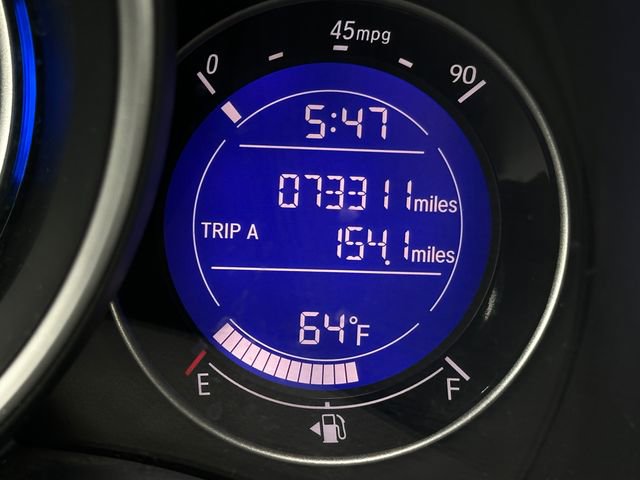 45mpg
0
90
5:47
073311miles
TRIP A 154.1miles
64°F
E
F